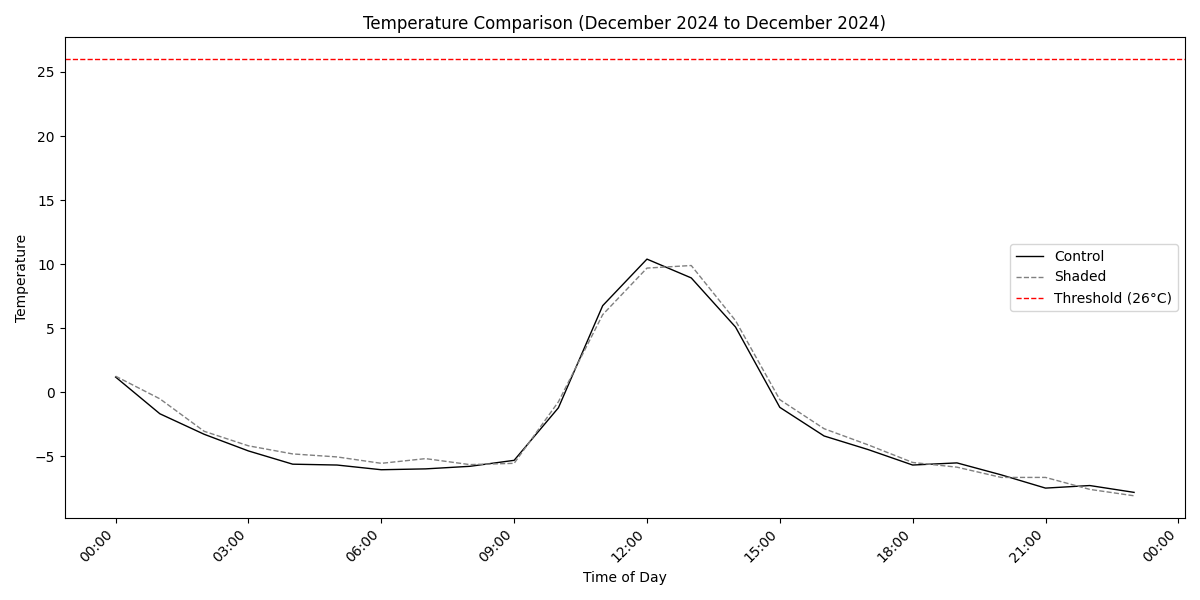 Temperature Comparison (December 2024 to December 2024)
25
20
15
10
5
0
−5
Temperature
Control
Shaded
Threshold (26°C)
00:00
03:00
06:00
09:00
12:00
15:00
18:00
21:00
00:00
Time of Day